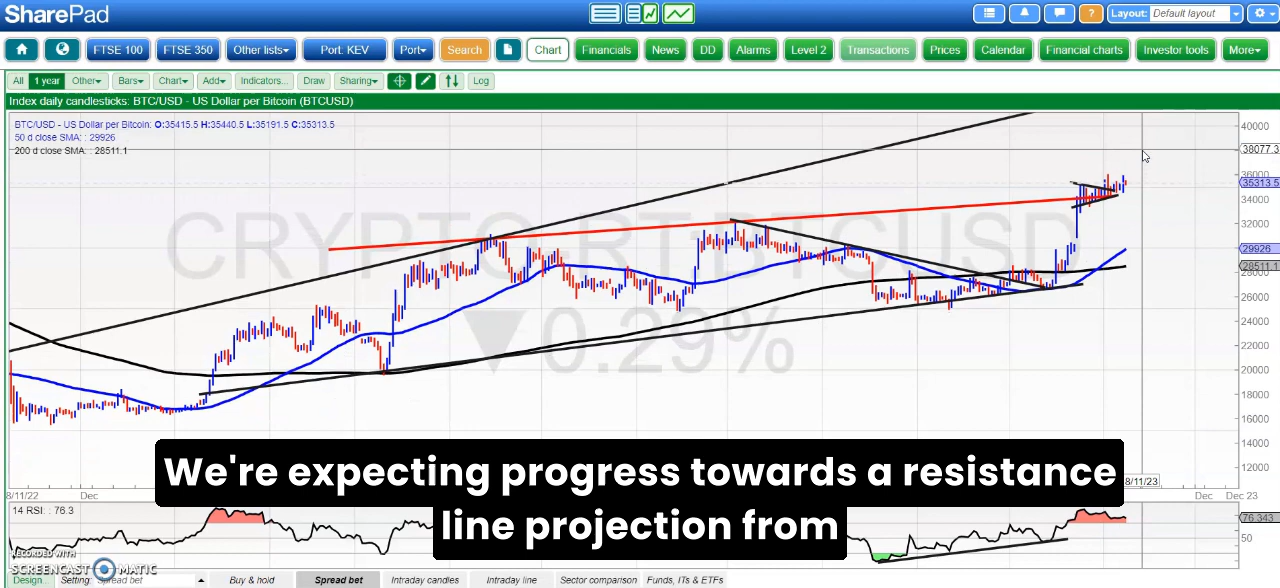 SharePad
Layout: Default layout
FTSE 100 FTSE 350 Other lists Port: KEV Port Search Chart Financials News DD Alarms Level 2 Transactions Prices Calendar Financial charts Investor tools More
All 1 year Other Bars Chart Add Indicators... Draw Sharing Log
Index daily candlesticks: BTC/USD - US Dollar per Bitcoin (BTCUSD)
BTC/USD - US Dollar per Bitcoin: O:35415.5 H:35440.5 L:35191.5 C:35313.5
50 d close SMA: : 29926
200 d close SMA: : 28511.1
CRYPTO RT BTCUSD
▼0.29%
40000
38077.3
36000
35313.5
32000
29926
28511.1
28000
26000
24000
22000
20000
18000
16000
14000
12000
We're expecting progress towards a resistance
line projection from
8/11/22 Dec 8/11/23 Dec Dec 23
14 RSI: : 76.3
76.343
50
RECORDED WITH
SCREENCAST MATIC
Design... Setting: Spread bet Buy & hold Spread bet Intraday candles Intraday line Sector comparison Funds, ITs & ETFs